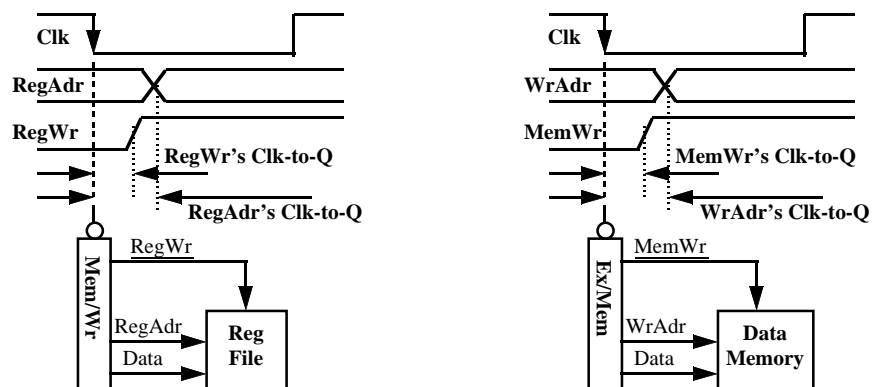 Clk
RegAdr
RegWr
RegWr's Clk-to-Q
RegAdr's Clk-to-Q
RegWr
Mem/Wr
RegAdr
Data
Reg
File
Clk
WrAdr
MemWr
MemWr's Clk-to-Q
WrAdr's Clk-to-Q
MemWr
Ex/Mem
WrAdr
Data
Data
Memory